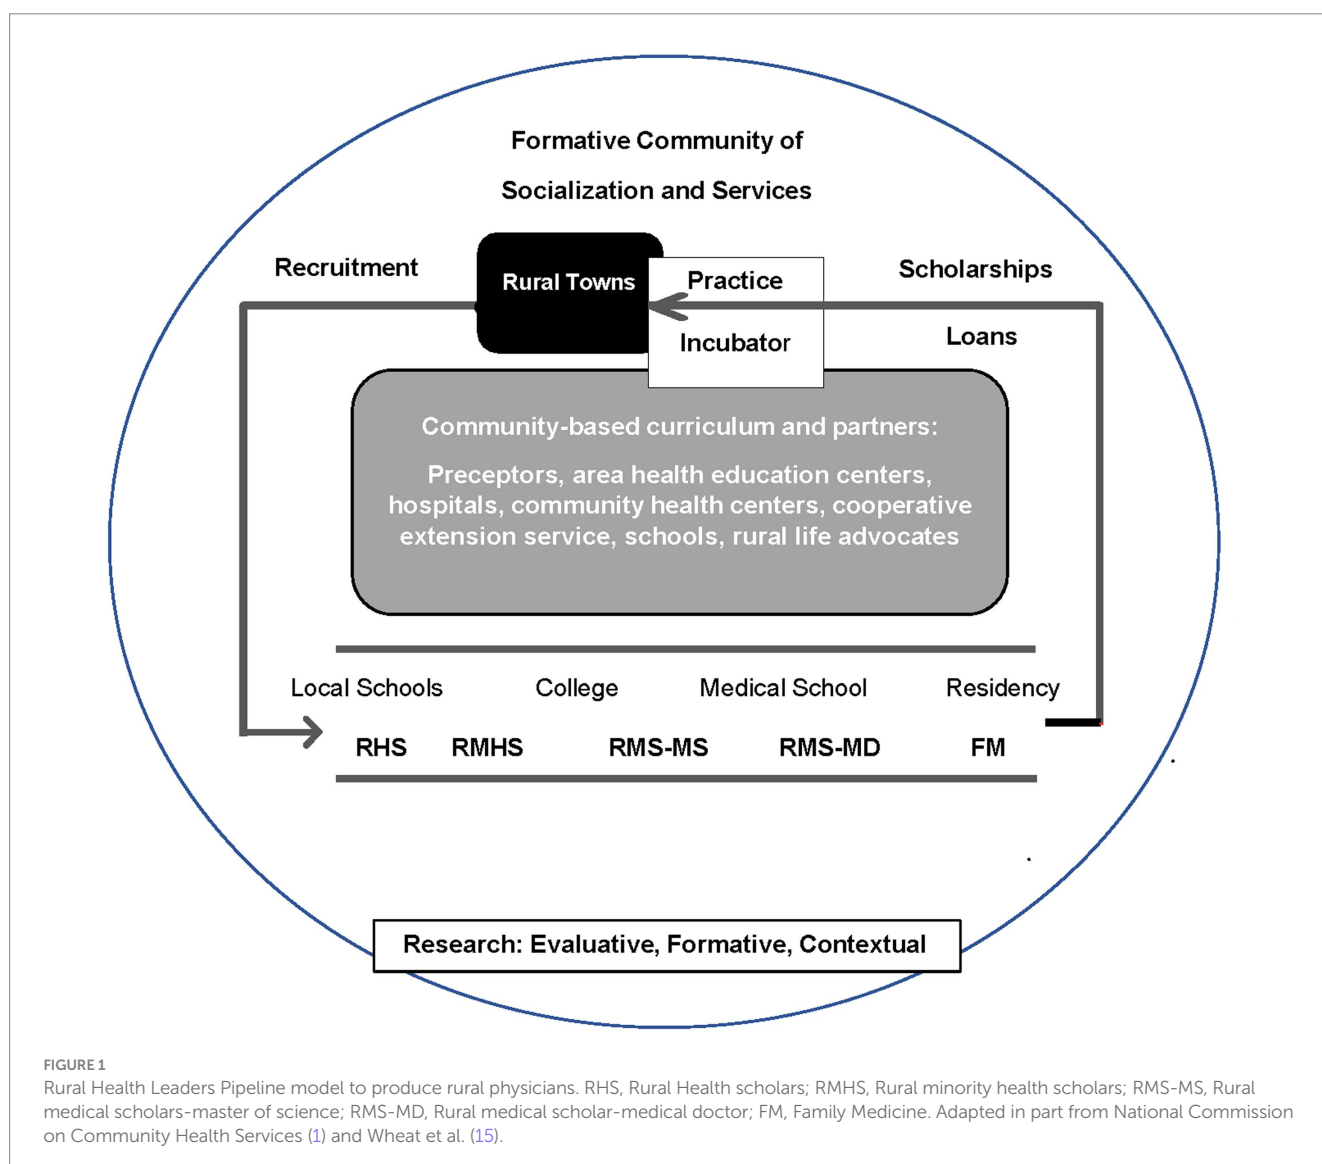 Formative Community of
Socialization and Services
Recruitment
Rural Towns
Practice
Incubator
Scholarships
Loans
Community-based curriculum and partners:
Preceptors, area health education centers,
hospitals, community health centers, cooperative
extension service, schools, rural life advocates
Local Schools College Medical School Residency
RHS RMHS RMS-MS RMS-MD FM
Research: Evaluative, Formative, Contextual
FIGURE 1
Rural Health Leaders Pipeline model to produce rural physicians. RHS, Rural Health scholars; RMHS, Rural minority health scholars; RMS-MS, Rural
medical scholars-master of science; RMS-MD, Rural medical scholar-medical doctor; FM, Family Medicine. Adapted in part from National Commission
on Community Health Services (1) and Wheat et al. (15).